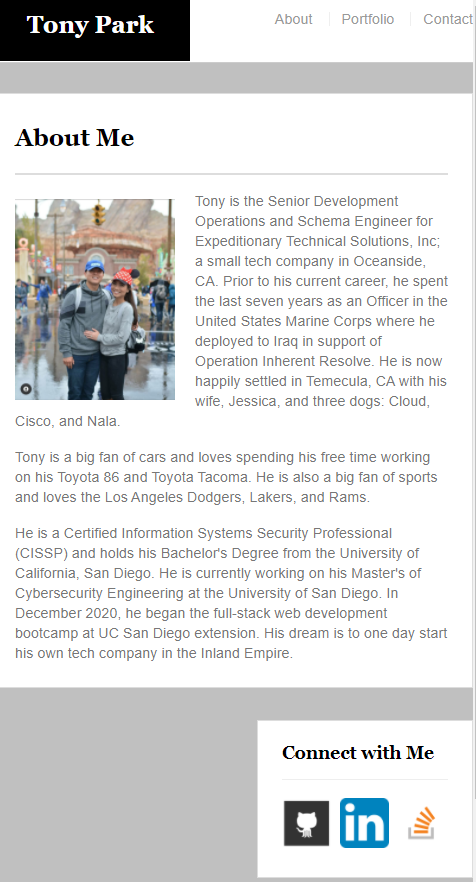 Tony Park
About
Portfolio
Contact
About Me
Tony is the Senior Development
Operations and Schema Engineer for
Expeditionary Technical Solutions, Inc;
a small tech company in Oceanside,
CA. Prior to his current career, he spent
the last seven years as an Officer in the
United States Marine Corps where he
deployed to Iraq in support of
Operation Inherent Resolve. He is now
happily settled in Temecula, CA with his
wife, Jessica, and three dogs: Cloud,
Cisco, and Nala.
Tony is a big fan of cars and loves spending his free time working
on his Toyota 86 and Toyota Tacoma. He is also a big fan of sports
and loves the Los Angeles Dodgers, Lakers, and Rams.
He is a Certified Information Systems Security Professional
(CISSP) and holds his Bachelor's Degree from the University of
California, San Diego. He is currently working on his Master's of
Cybersecurity Engineering at the University of San Diego. In
December 2020, he began the full-stack web development
bootcamp at UC San Diego extension. His dream is to one day start
his own tech company in the Inland Empire.
Connect with Me
in